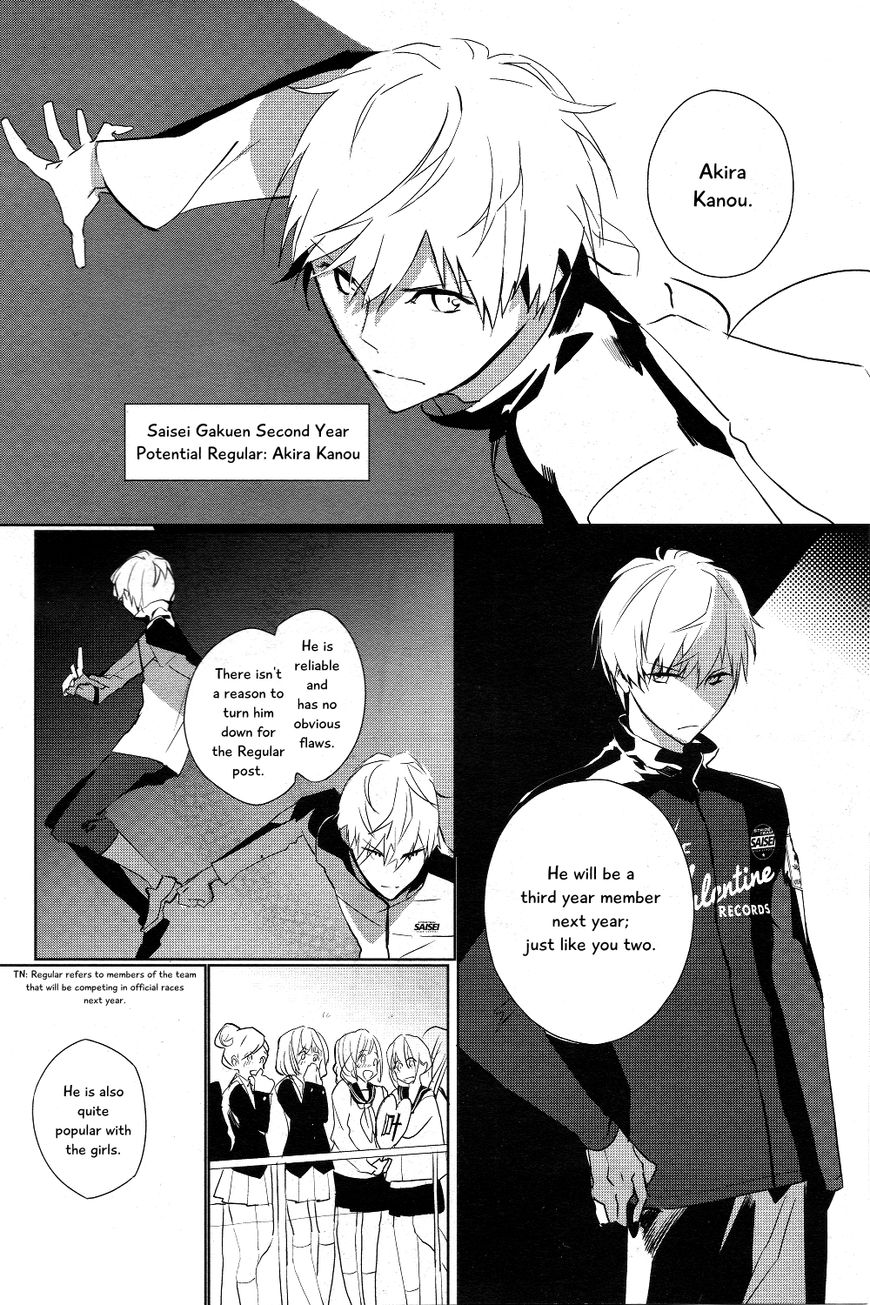 Akira
Kanou.
Saisei Gakuen Second Year
Potential Regular: Akira Kanou
He will be a
third year member
next year;
just like you two.
SAISEI
Valentine
RECORDS
He is
reliable
and
has no
obvious
flaws.
There isn't
a reason to
turn him
down for
the Regular
post.
SAISEI
TN: Regular refers to members of the team
that will be competing in official races
next year.
He is also
quite
popular with
the girls.